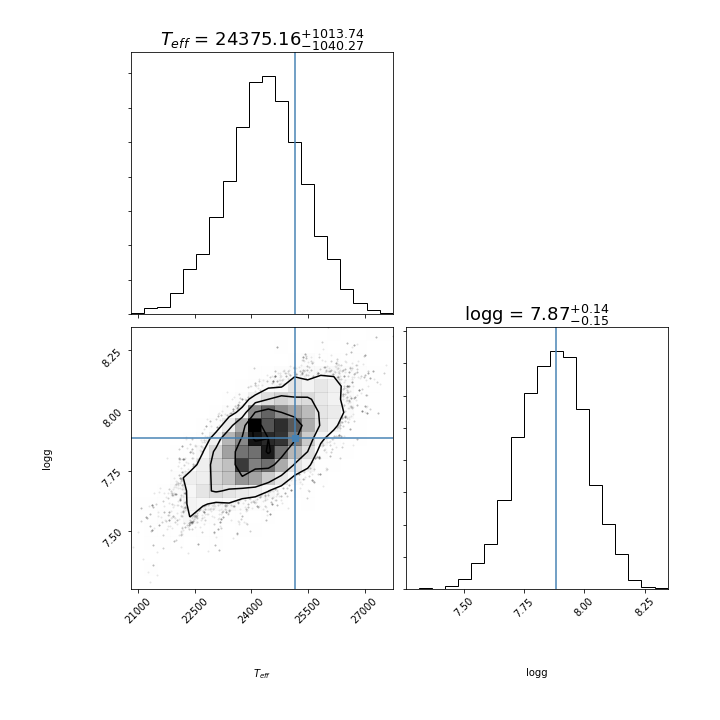 T_eff = 24375.16 +1013.74 −1040.27
logg = 7.87 +0.14 −0.15
8.25
8.00
7.75
7.50
logg
21000 22500 24000 25500 27000
7.50 7.75 8.00 8.25
T_eff
logg